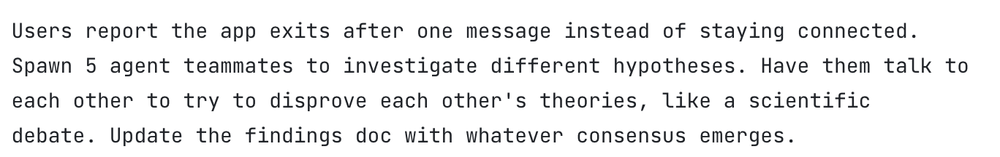 Users report the app exits after one message instead of staying connected.
Spawn 5 agent teammates to investigate different hypotheses. Have them talk to
each other to try to disprove each other's theories, like a scientific
debate. Update the findings doc with whatever consensus emerges.